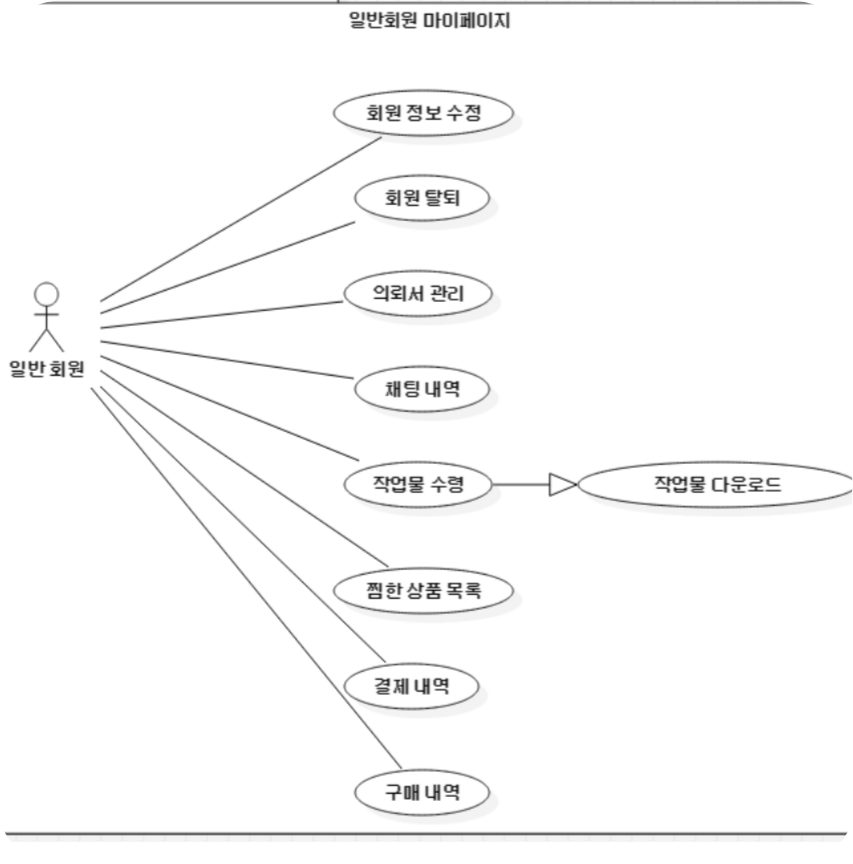 일반회원 마이페이지
회원 정보 수정
회원 탈퇴
의뢰서 관리
일반 회원
채팅 내역
작업물 수령
작업물 다운로드
찜한 상품 목록
결제 내역
구매 내역